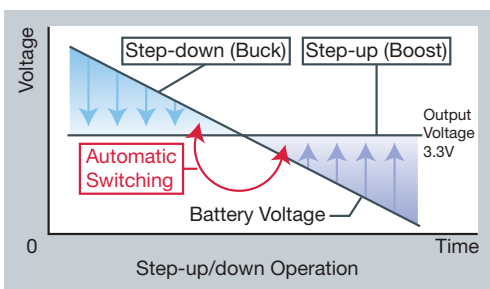 Voltage
Step-down (Buck)
Step-up (Boost)
Output
Voltage
3.3V
Automatic
Switching
Battery Voltage
0
Time
Step-up/down Operation